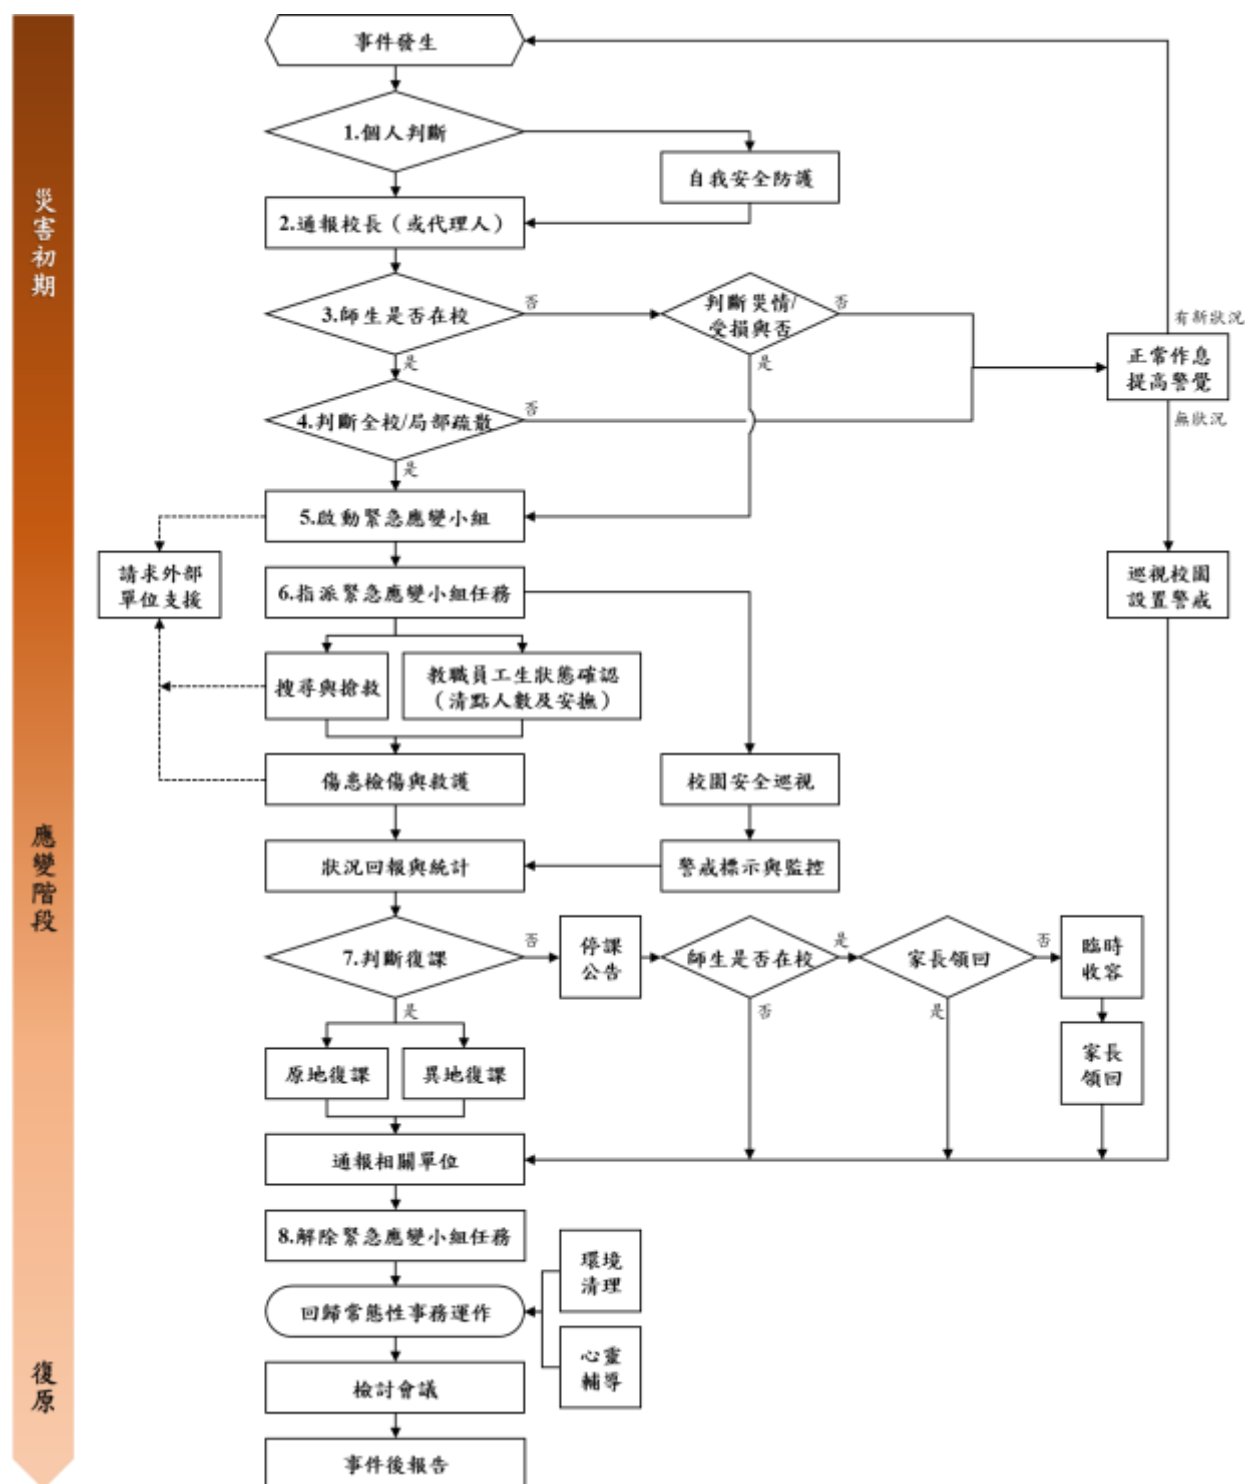 災害初期
應變階段
復原
事件發生
1.個人判斷
自我安全防護
2.通報校長（或代理人）
3.師生是否在校
否
是
判斷災情/
受損與否
否
是
有新狀況
正常作息
提高警覺
無狀況
4.判斷全校/局部疏散
否
是
5.啟動緊急應變小組
請求外部
單位支援
6.指派緊急應變小組任務
巡視校園
設置警戒
搜尋與搶救
教職員工生狀態確認
（清點人數及安撫）
傷患檢傷與救護
校園安全巡視
狀況回報與統計
警戒標示與監控
7.判斷復課
否
是
停課
公告
師生是否在校
是
否
家長領回
否
是
臨時
收容
家長
領回
原地復課
異地復課
通報相關單位
8.解除緊急應變小組任務
環境
清理
回歸常態性事務運作
心靈
輔導
檢討會議
事件後報告